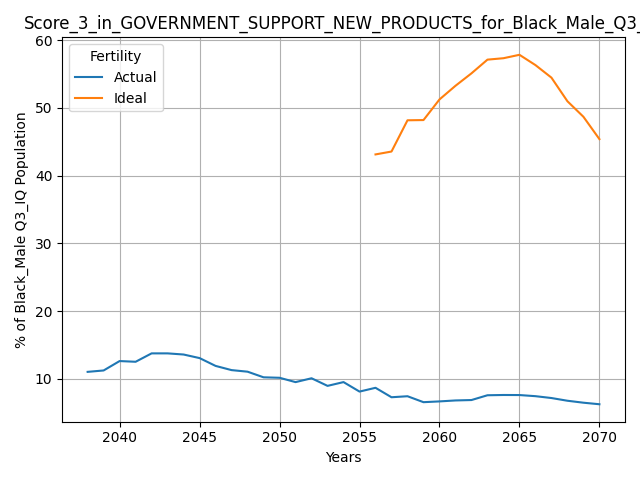 Score_3_in_GOVERNMENT_SUPPORT_NEW_PRODUCTS_for_Black_Male_Q3_
Fertility
Actual
Ideal
% of Black_Male Q3_IQ Population
60
50
40
30
20
10
2040 2045 2050 2055 2060 2065 2070
Years